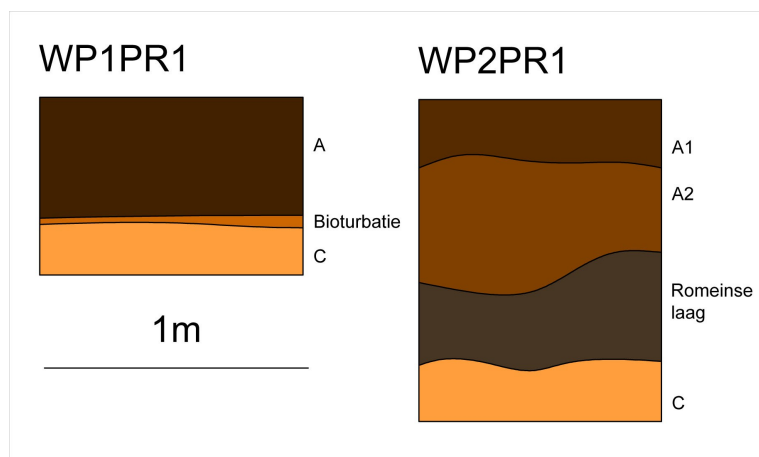 WP1PR1
A
Bioturbatie
C
1m
WP2PR1
A1
A2
Romeinse
laag
C